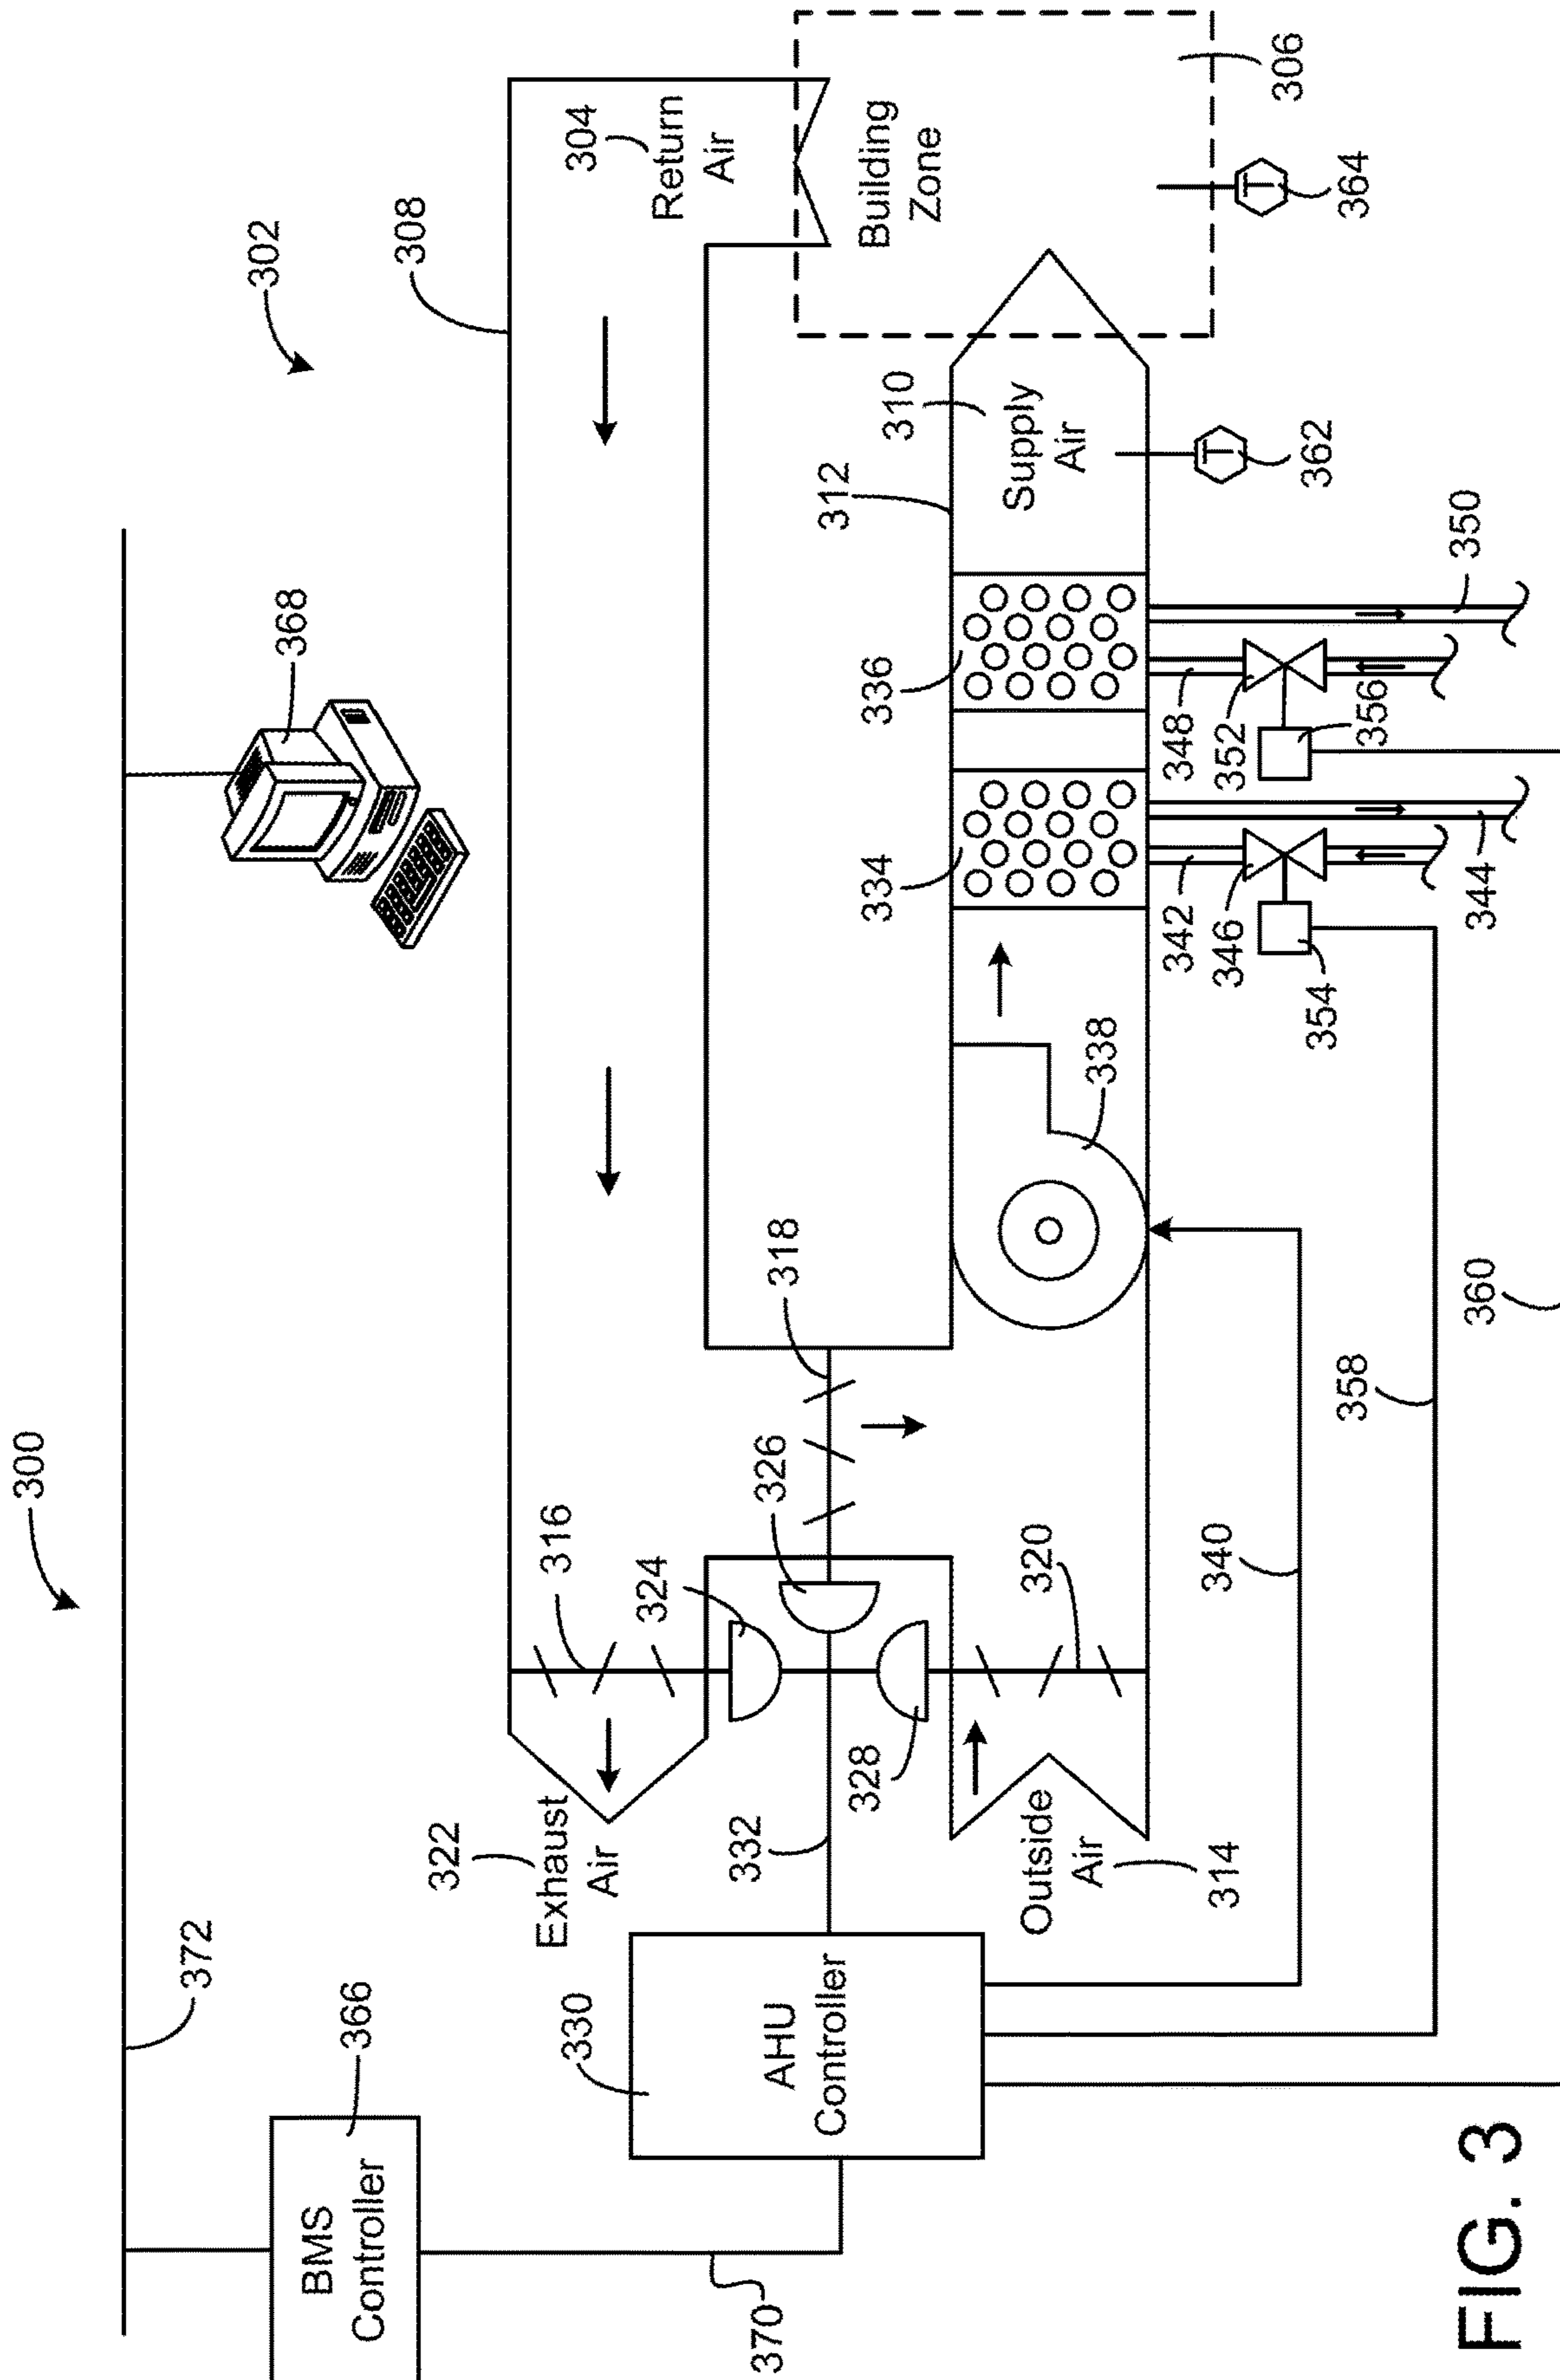 300
372
368
302
308
BMS
Controller
366
370
322
Exhaust
Air
316
324
304
Return
Air
330
AHU
Controller
332
326
318
328
312
310
334
336
Building
Zone
306
Outside
Air
314
320
338
Supply
Air
340
342
346
354
348
352
356
362
364
358
344
350
360
FIG. 3
T
T